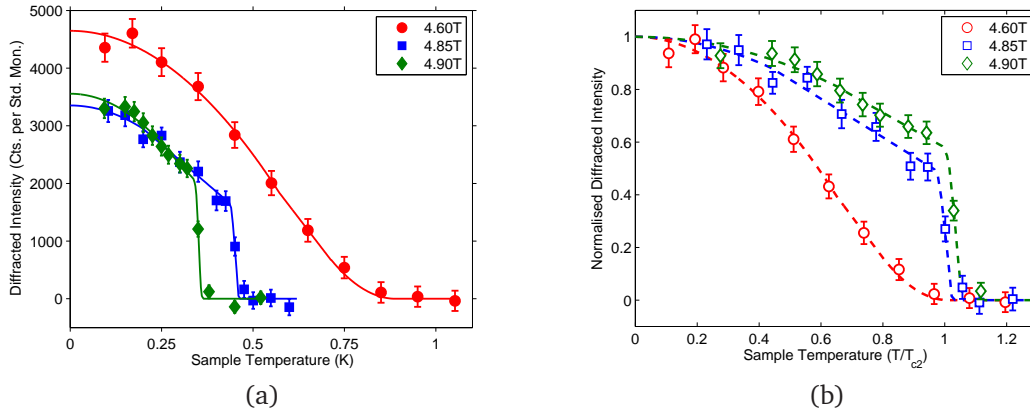 5000
4000
3000
2000
1000
0
0
0.25
0.5
0.75
1
Diffracted Intensity (Cts. per Std. Mon.)
Sample Temperature (K)
4.60T
4.85T
4.90T
(a)
1
0.8
0.6
0.4
0.2
0
0
0.2
0.4
0.6
0.8
1.0
1.2
Normalised Diffracted Intensity
Sample Temperature (T/Tc2)
4.60T
4.85T
4.90T
(b)